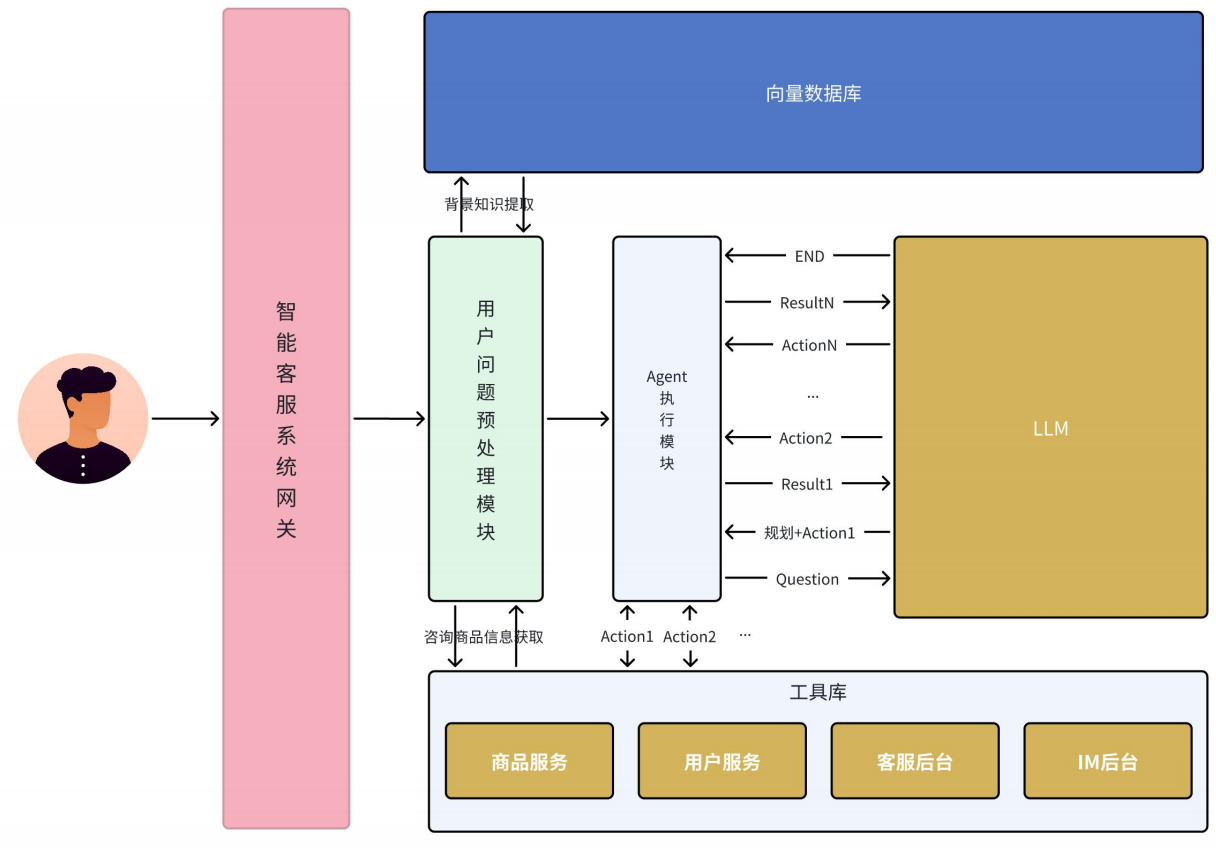 向量数据库
背景知识提取
智能客服系统网关
用户问题预处理模块
Agent
执行模块
END
ResultN
ActionN
...
Action2
Result1
规划+Action1
Question
LLM
咨询商品信息获取
Action1
Action2
...
工具库
商品服务
用户服务
客服后台
IM后台